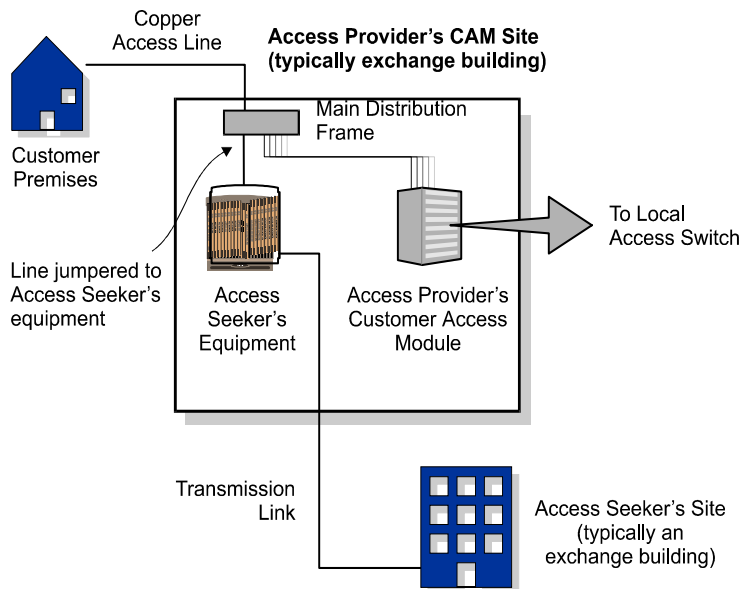 Copper
Access Line
Access Provider's CAM Site
(typically exchange building)
Main Distribution
Frame
Customer
Premises
To Local
Access Switch
Line jumpered to
Access Seeker's
equipment
Access
Seeker's
Equipment
Access Provider's
Customer Access
Module
Transmission
Link
Access Seeker's Site
(typically an
exchange building)